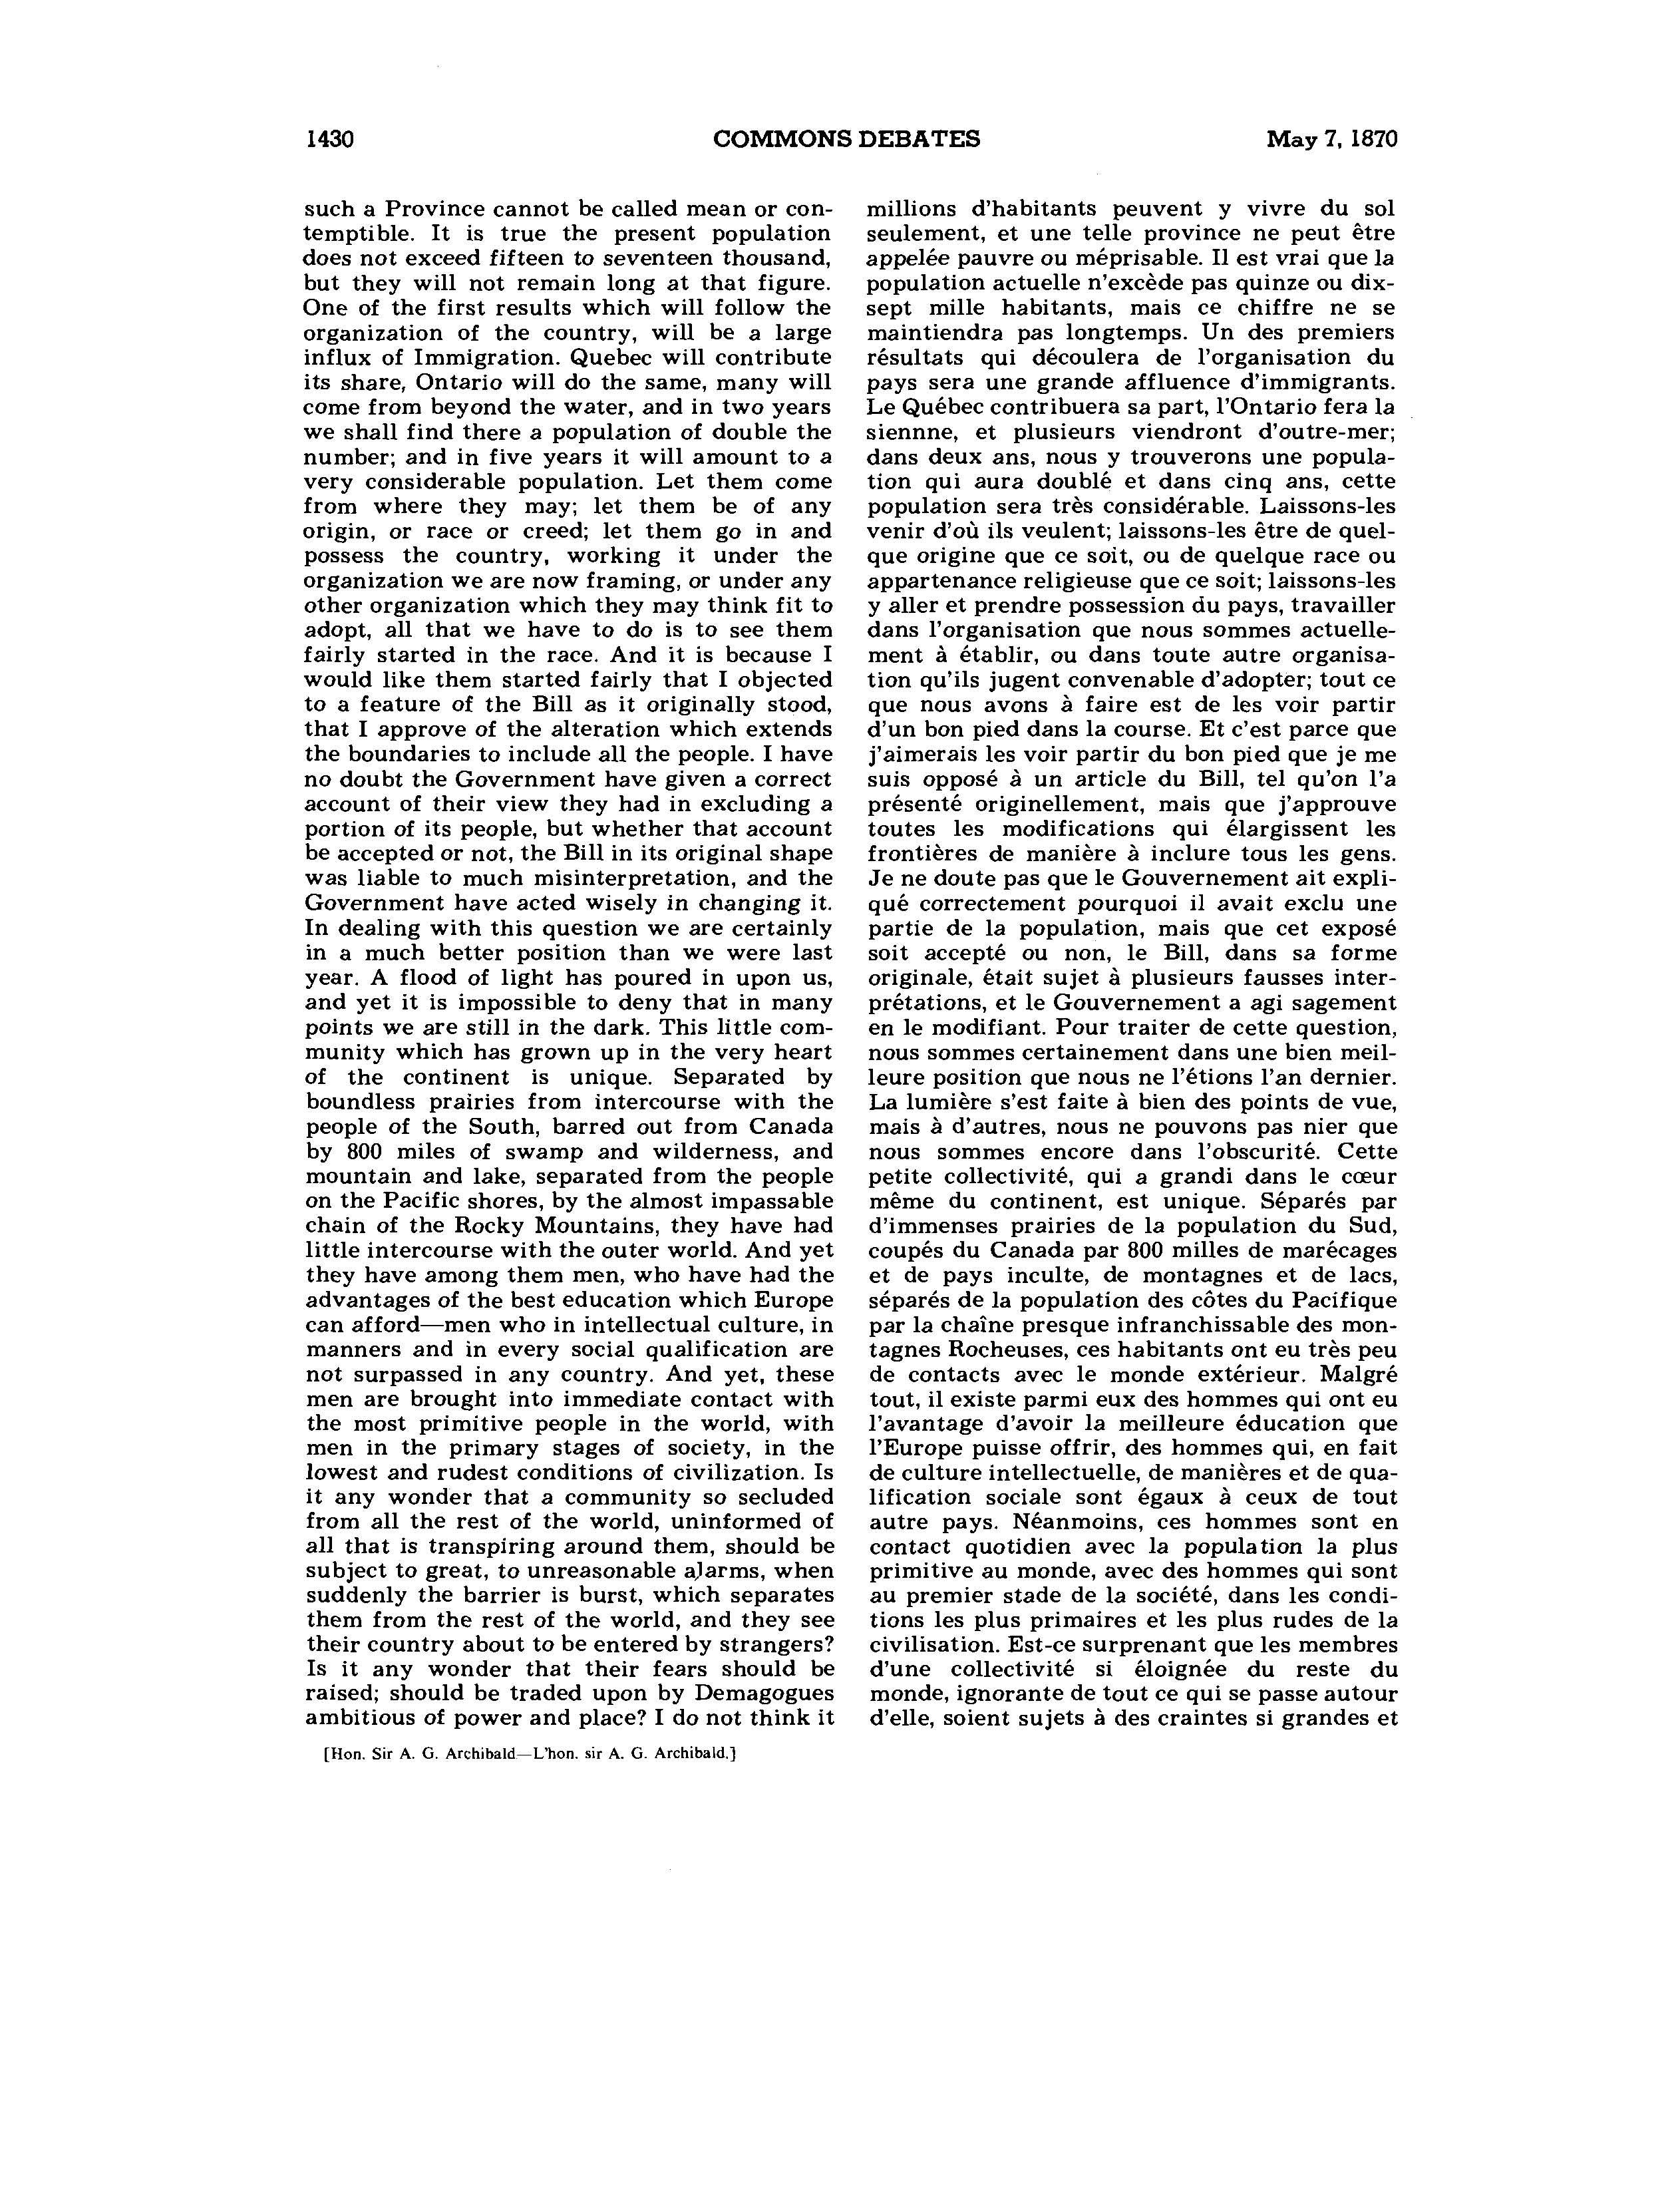 1430
COMMONS DEBATES
May 7, 1870
such a Province cannot be called mean or con-
temptible. It is true the present population
does not exceed fifteen to seventeen thousand,
but they will not remain long at that figure.
One of the first results which will follow the
organization of the country, will be a large
influx of Immigration. Quebec will contribute
its share, Ontario will do the same, many will
come from beyond the water, and in two years
we shall find there a population of double the
number; and in five years it will amount to a
very considerable population. Let them come
from where they may; let them be of any
origin, or race or creed; let them go in and
possess the country, working it under the
organization we are now framing, or under any
other organization which they may think fit to
adopt, all that we have to do is to see them
fairly started in the race. And it is because I
would like them started fairly that I objected
to a feature of the Bill as it originally stood,
that I approve of the alteration which extends
the boundaries to include all the people. I have
no doubt the Government have given a correct
account of their view they had in excluding a
portion of its people, but whether that account
be accepted or not, the Bill in its original shape
was liable to much misinterpretation, and the
Government have acted wisely in changing it.
In dealing with this question we are certainly
in a much better position than we were last
year. A flood of light has poured in upon us,
and yet it is impossible to deny that in many
points we are still in the dark. This little com-
munity which has grown up in the very heart
of the continent is unique. Separated by
boundless prairies from intercourse with the
people of the South, barred out from Canada
by 800 miles of swamp and wilderness, and
mountain and lake, separated from the people
on the Pacific shores, by the almost impassable
chain of the Rocky Mountains, they have had
little intercourse with the outer world. And yet
they have among them men, who have had the
advantages of the best education which Europe
can afford—men who in intellectual culture, in
manners and in every social qualification are
not surpassed in any country. And yet, these
men are brought into immediate contact with
the most primitive people in the world, with
men in the primary stages of society, in the
lowest and rudest conditions of civilization. Is
it any wonder that a community so secluded
from all the rest of the world, uninformed of
all that is transpiring around them, should be
subject to great, to unreasonable alarms, when
suddenly the barrier is burst, which separates
them from the rest of the world, and they see
their country about to be entered by strangers?
Is it any wonder that their fears should be
raised; should be traded upon by Demagogues
ambitious of power and place? I do not think it
millions d'habitants peuvent y vivre du sol
seulement, et une telle province ne peut être
appelée pauvre ou méprisable. Il est vrai que la
population actuelle n'excède pas quinze ou dix-
sept mille habitants, mais ce chiffre ne se
maintiendra pas longtemps. Un des premiers
résultats qui découlera de l'organisation du
pays sera une grande affluence d'immigrants.
Le Québec contribuera sa part, l'Ontario fera la
siennne, et plusieurs viendront d'outre-mer;
dans deux ans, nous y trouverons une popula-
tion qui aura doublé et dans cinq ans, cette
population sera très considérable. Laissons-les
venir d'où ils veulent; laissons-les être de quel-
que origine que ce soit, ou de quelque race ou
appartenance religieuse que ce soit; laissons-les
y aller et prendre possession du pays, travailler
dans l'organisation que nous sommes actuelle-
ment à établir, ou dans toute autre organisa-
tion qu'ils jugent convenable d'adopter; tout ce
que nous avons à faire est de les voir partir
d'un bon pied dans la course. Et c'est parce que
j'aimerais les voir partir du bon pied que je me
suis opposé à un article du Bill, tel qu'on l'a
présenté originellement, mais que j'approuve
toutes les modifications qui élargissent les
frontières de manière à inclure tous les gens.
Je ne doute pas que le Gouvernement ait expli-
qué correctement pourquoi il avait exclu une
partie de la population, mais que cet exposé
soit accepté ou non, le Bill, dans sa forme
originale, était sujet à plusieurs fausses inter-
prétations, et le Gouvernement a agi sagement
en le modifiant. Pour traiter de cette question,
nous sommes certainement dans une bien meil-
leure position que nous ne l'étions l'an dernier.
La lumière s'est faite à bien des points de vue,
mais à d'autres, nous ne pouvons pas nier que
nous sommes encore dans l'obscurité. Cette
petite collectivité, qui a grandi dans le cœur
même du continent, est unique. Séparés par
d'immenses prairies de la population du Sud,
coupés du Canada par 800 milles de marécages
et de pays inculte, de montagnes et de lacs,
séparés de la population des côtes du Pacifique
par la chaîne presque infranchissable des mon-
tagnes Rocheuses, ces habitants ont eu très peu
de contacts avec le monde extérieur. Malgré
tout, il existe parmi eux des hommes qui ont eu
l'avantage d'avoir la meilleure éducation que
l'Europe puisse offrir, des hommes qui, en fait
de culture intellectuelle, de manières et de qua-
lification sociale sont égaux à ceux de tout
autre pays. Néanmoins, ces hommes sont en
contact quotidien avec la population la plus
primitive au monde, avec des hommes qui sont
au premier stade de la société, dans les condi-
tions les plus primaires et les plus rudes de la
civilisation. Est-ce surprenant que les membres
d'une collectivité si éloignée du reste du
monde, ignorante de tout ce qui se passe autour
d'elle, soient sujets à des craintes si grandes et
[Hon. Sir A. G. Archibald—L'hon. sir A. G. Archibald.]